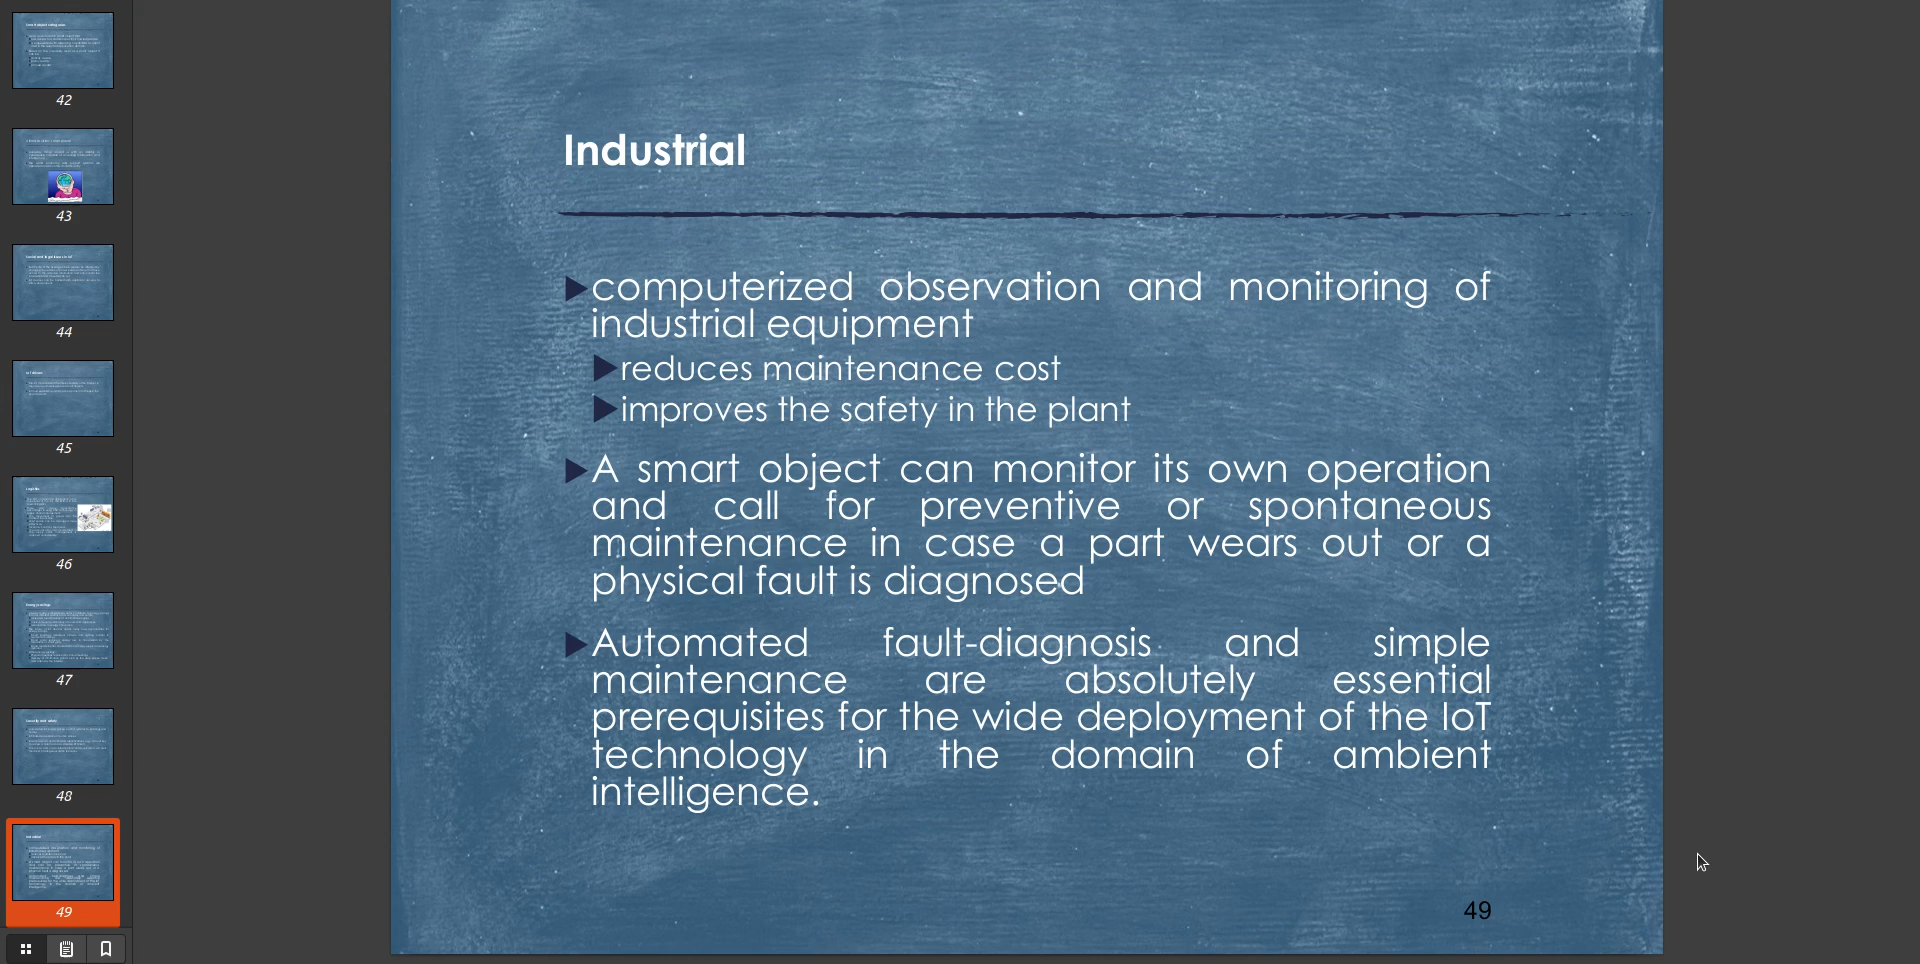 42
43
44
45
46
47
48
49
Industrial
computerized observation and monitoring of
industrial equipment
reduces maintenance cost
improves the safety in the plant
A smart object can monitor its own operation
and call for preventive or spontaneous
maintenance in case a part wears out or a
physical fault is diagnosed
Automated fault-diagnosis and simple
maintenance are absolutely essential
prerequisites for the wide deployment of the IoT
technology in the domain of ambient
intelligence.
49